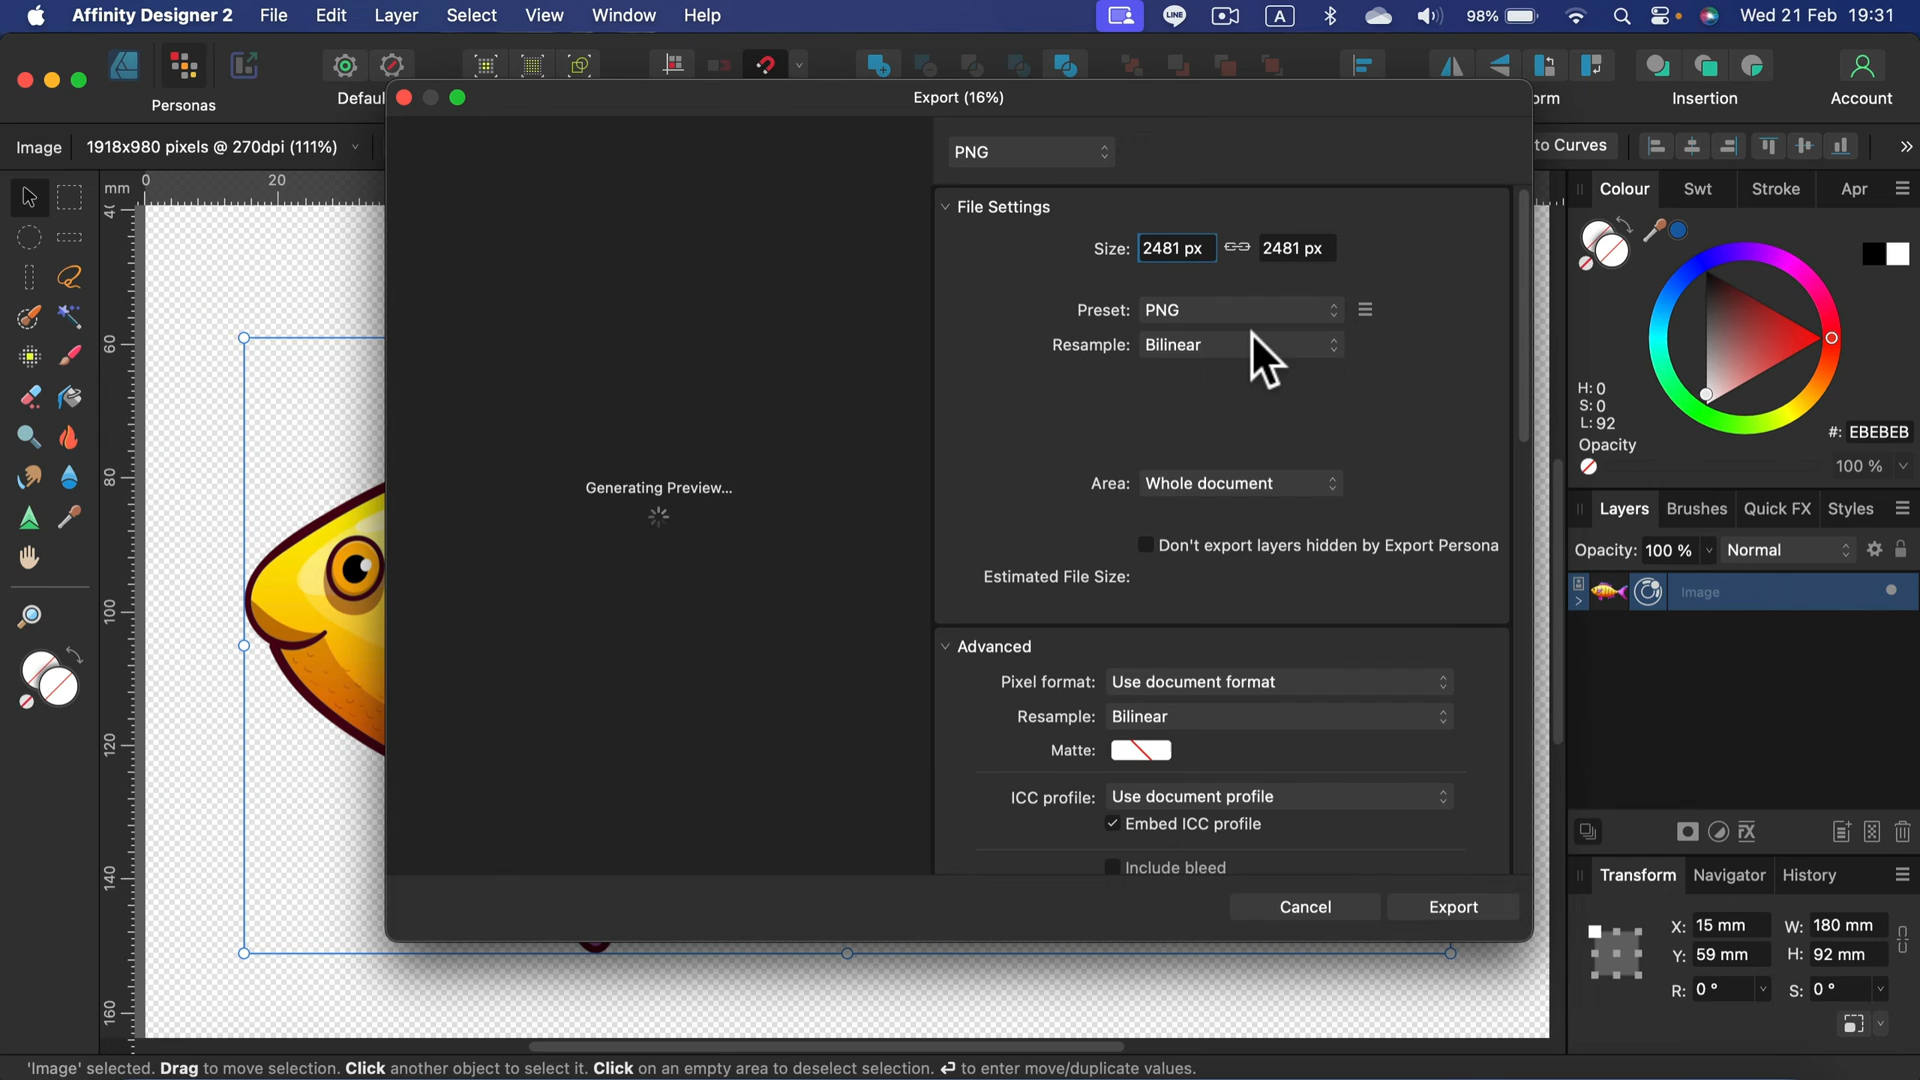 Affinity Designer 2 File Edit Layer Select View Window Help LINE A 98% Wed 21 Feb 19:31
Personas Defaul Export (16%) orm Insertion Account
Image 1918x980 pixels @ 270dpi (111%) PNG to Curves
mm 0 20 Colour Swt Stroke Apr
File Settings
Size: 2481 px 2481 px
Preset: PNG
60 Resample: Bilinear
H: 0
S: 0
L: 92
#: EBEBEB
Opacity
100 %
80 Generating Preview... Area: Whole document
Layers Brushes Quick FX Styles
Don't export layers hidden by Export Persona
Opacity: 100 % Normal
Estimated File Size:
Image
100
Advanced
Pixel format: Use document format
120 Resample: Bilinear
Matte:
ICC profile: Use document profile
Embed ICC profile
FX
140 Include bleed
Transform Navigator History
Cancel Export
X: 15 mm W: 180 mm
Y: 59 mm H: 92 mm
R: 0 ° S: 0 °
160
'Image' selected. Drag to move selection. Click another object to select it. Click on an empty area to deselect selection. ↩ to enter move/duplicate values.